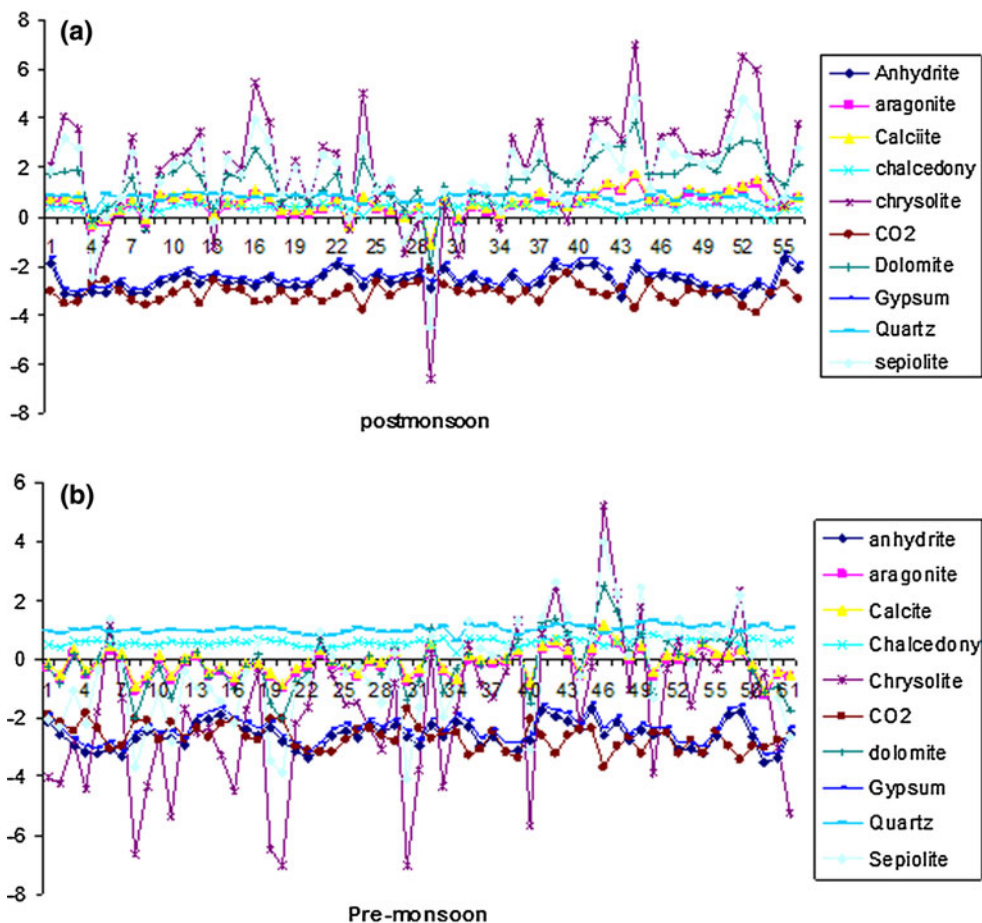 (a)
8
6
4
2
0
-2
-4
-6
-8
1 4 7 10 13 16 19 22 25 28 31 34 37 40 43 46 49 52 55
postmonsoon
Anhydrite
aragonite
Calciite
chalcedony
chrysolite
CO2
Dolomite
Gypsum
Quartz
sepiolite
(b)
6
4
2
0
-2
-4
-6
-8
1 4 7 10 13 16 19 22 25 28 31 34 37 40 43 46 49 52 55 58 61
Pre-monsoon
anhydrite
aragonite
Calcite
Chalcedony
Chrysolite
CO2
dolomite
Gypsum
Quartz
Sepiolite